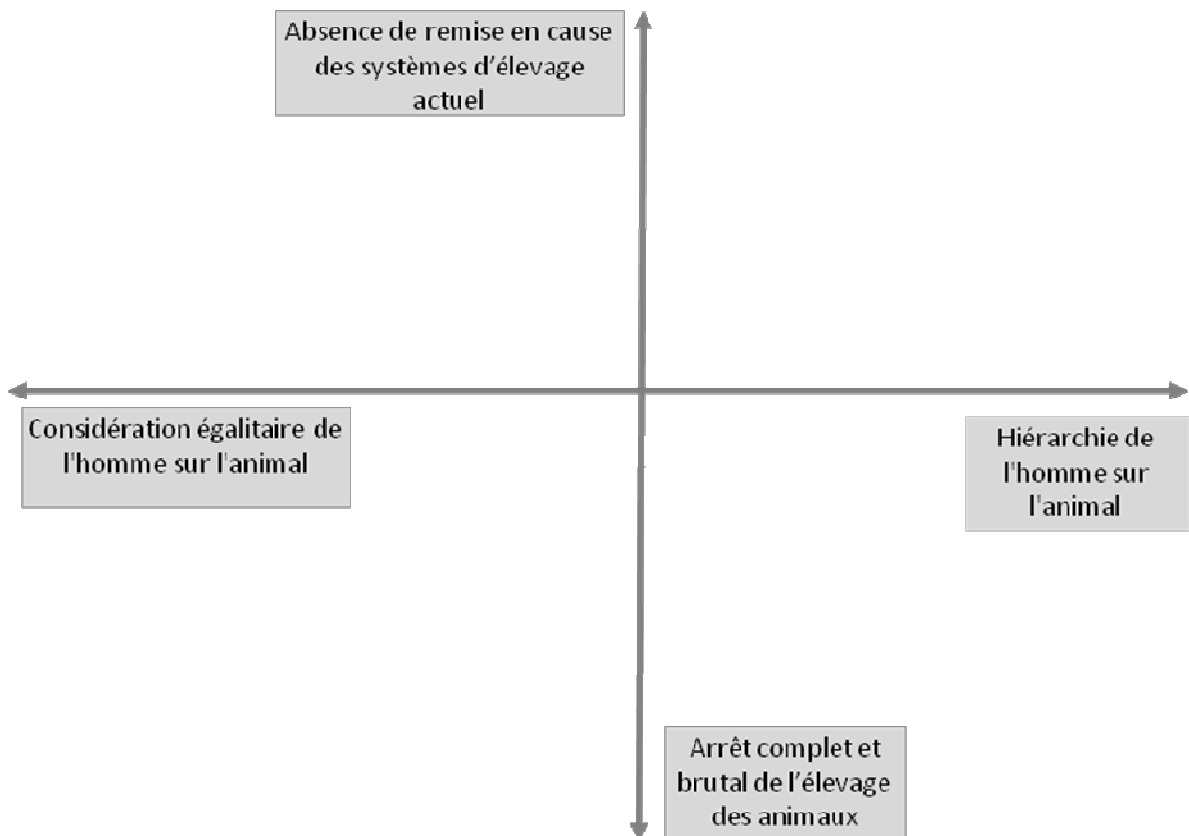 Absence de remise en cause
des systèmes d’élevage
actuel
Considération égalitaire de
l'homme sur l'animal
Hiérarchie de
l'homme sur
l'animal
Arrêt complet et
brutal de l’élevage
des animaux